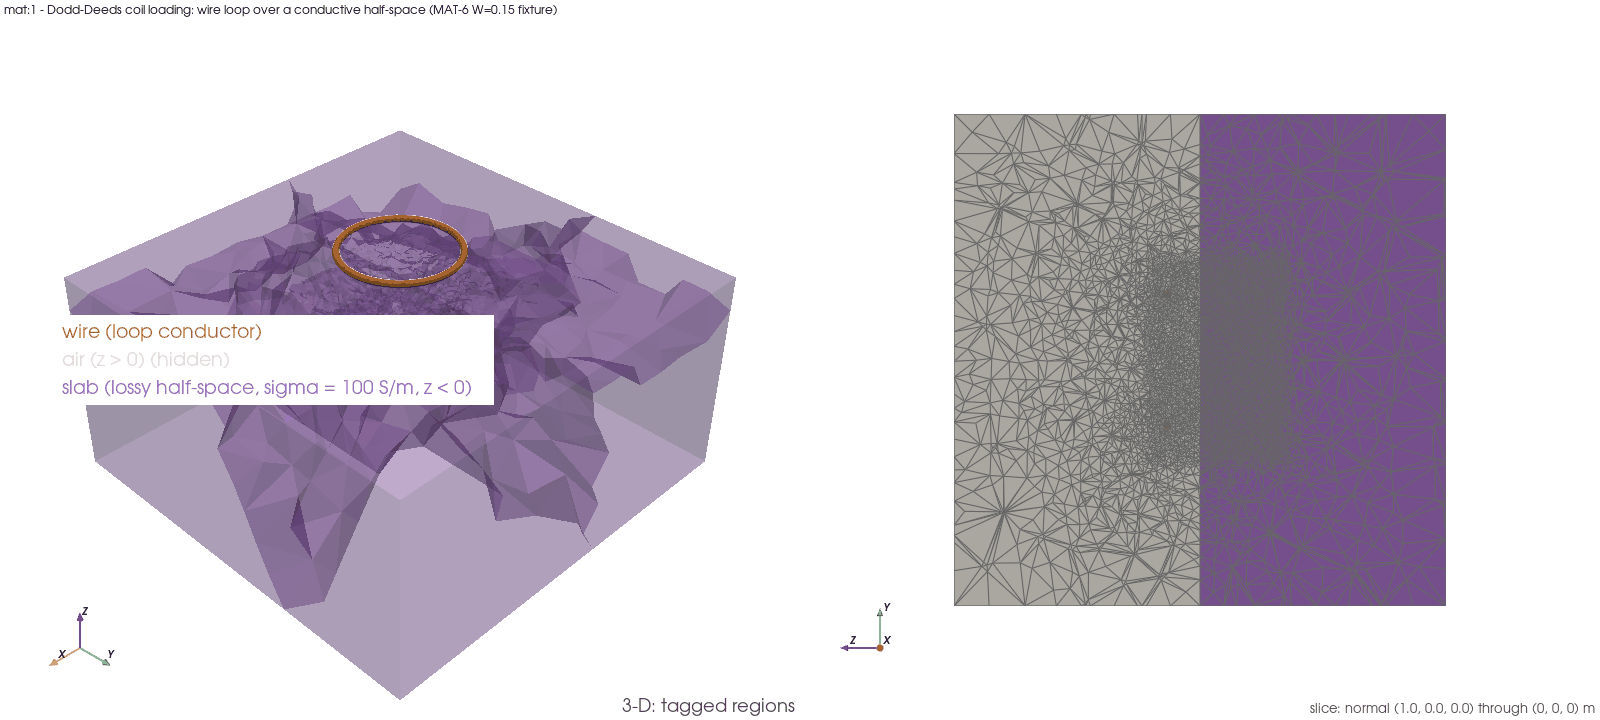 mat:1 - Dodd-Deeds coil loading: wire loop over a conductive half-space (MAT-6 W=0.15 fixture)
wire (loop conductor)
air (z > 0) (hidden)
slab (lossy half-space, sigma = 100 S/m, z < 0)
Z
X
Y
Y
Z
X
3-D: tagged regions
slice: normal (1.0, 0.0, 0.0) through (0, 0, 0) m